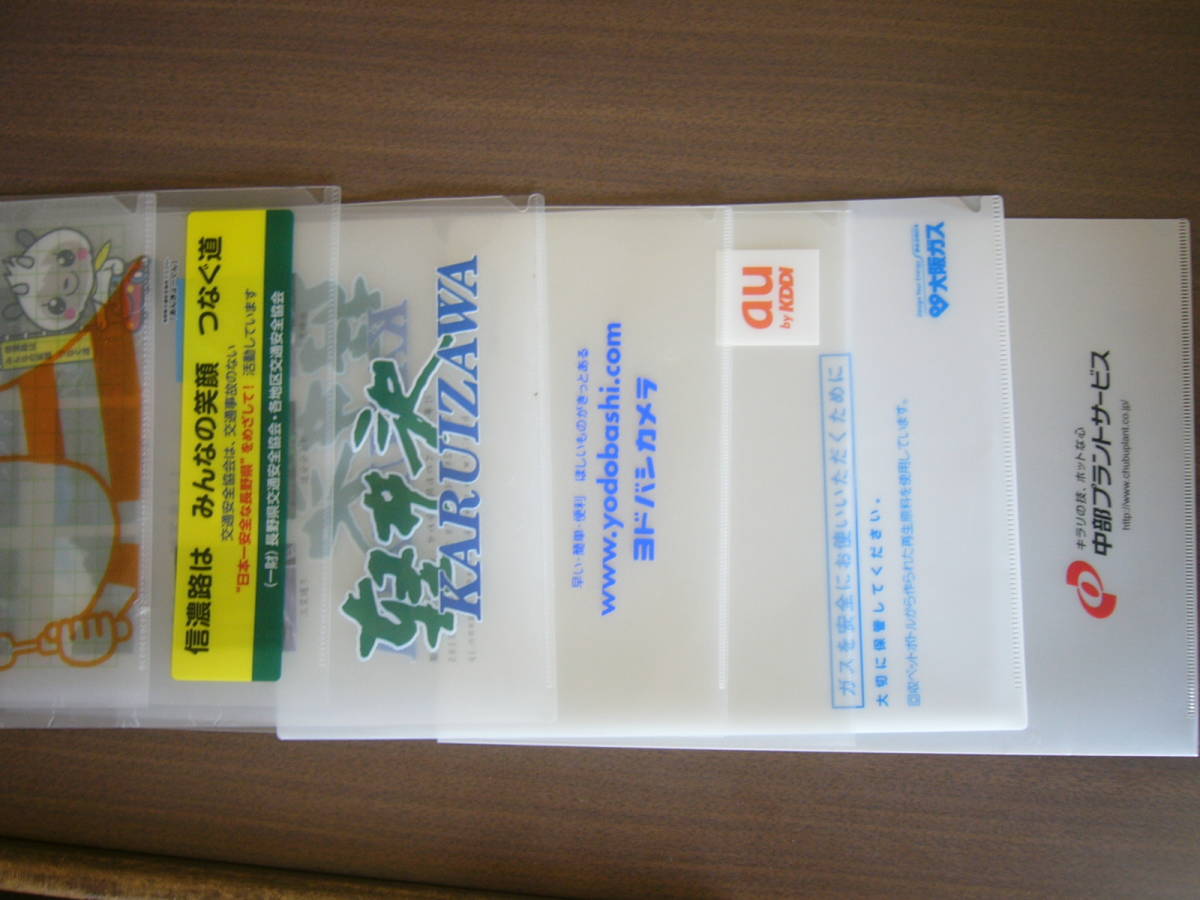 信濃路は みんなの笑顔 つなぐ道
交通安全協会は、交通事故のない
"日本一安全な長野県"をめざして! 活動しています
(一財)長野県交通安全協会・各地区交通安全協会
軽井沢
KARUIZAWA
早い・簡単・便利 ほしいものがきっとある
www.yodobashi.com
ヨドバシカメラ
au
by KDDI
ガスを安全にお使いいただくために
大切に保管してください。
回収ペットボトルから作られた再生原料を使用しています。
大阪ガス
キラリの技、ホットな心
中部プラントサービス
http://www.chubuplant.co.jp/